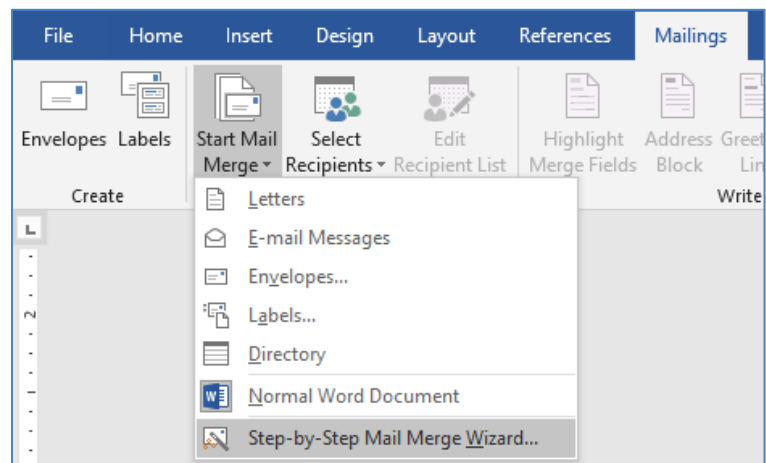 File Home Insert Design Layout References Mailings
Envelopes Labels Start Mail Merge Select Recipients Edit Recipient List Highlight Merge Fields Address Block
Create Write
L
Letters
E-mail Messages
Envelopes...
Labels...
Directory
Normal Word Document
Step-by-Step Mail Merge Wizard...
2